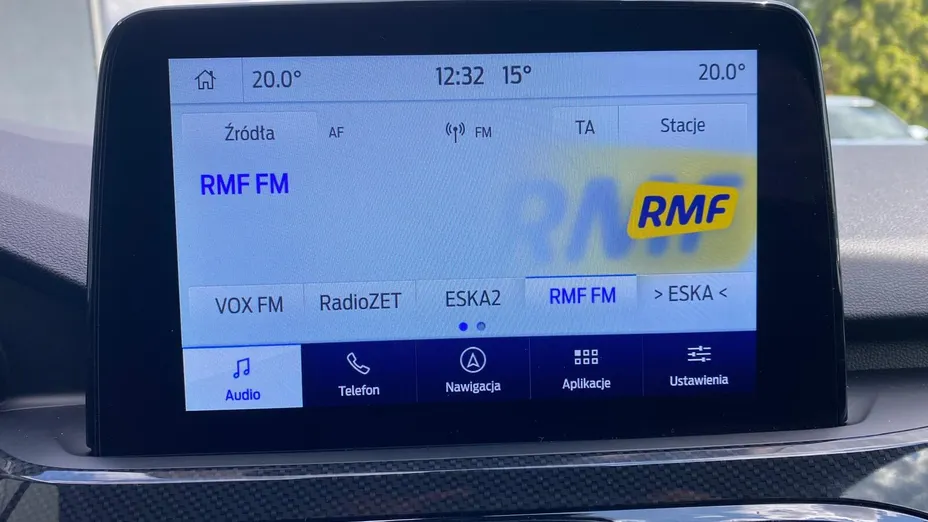 20.0° 12:32 15° 20.0°
Źródła AF FM TA Stacje
RMF FM
RMF
RMF
VOX FM RadioZET ESKA2 RMF FM > ESKA <
Audio Telefon Nawigacja Aplikacje Ustawienia